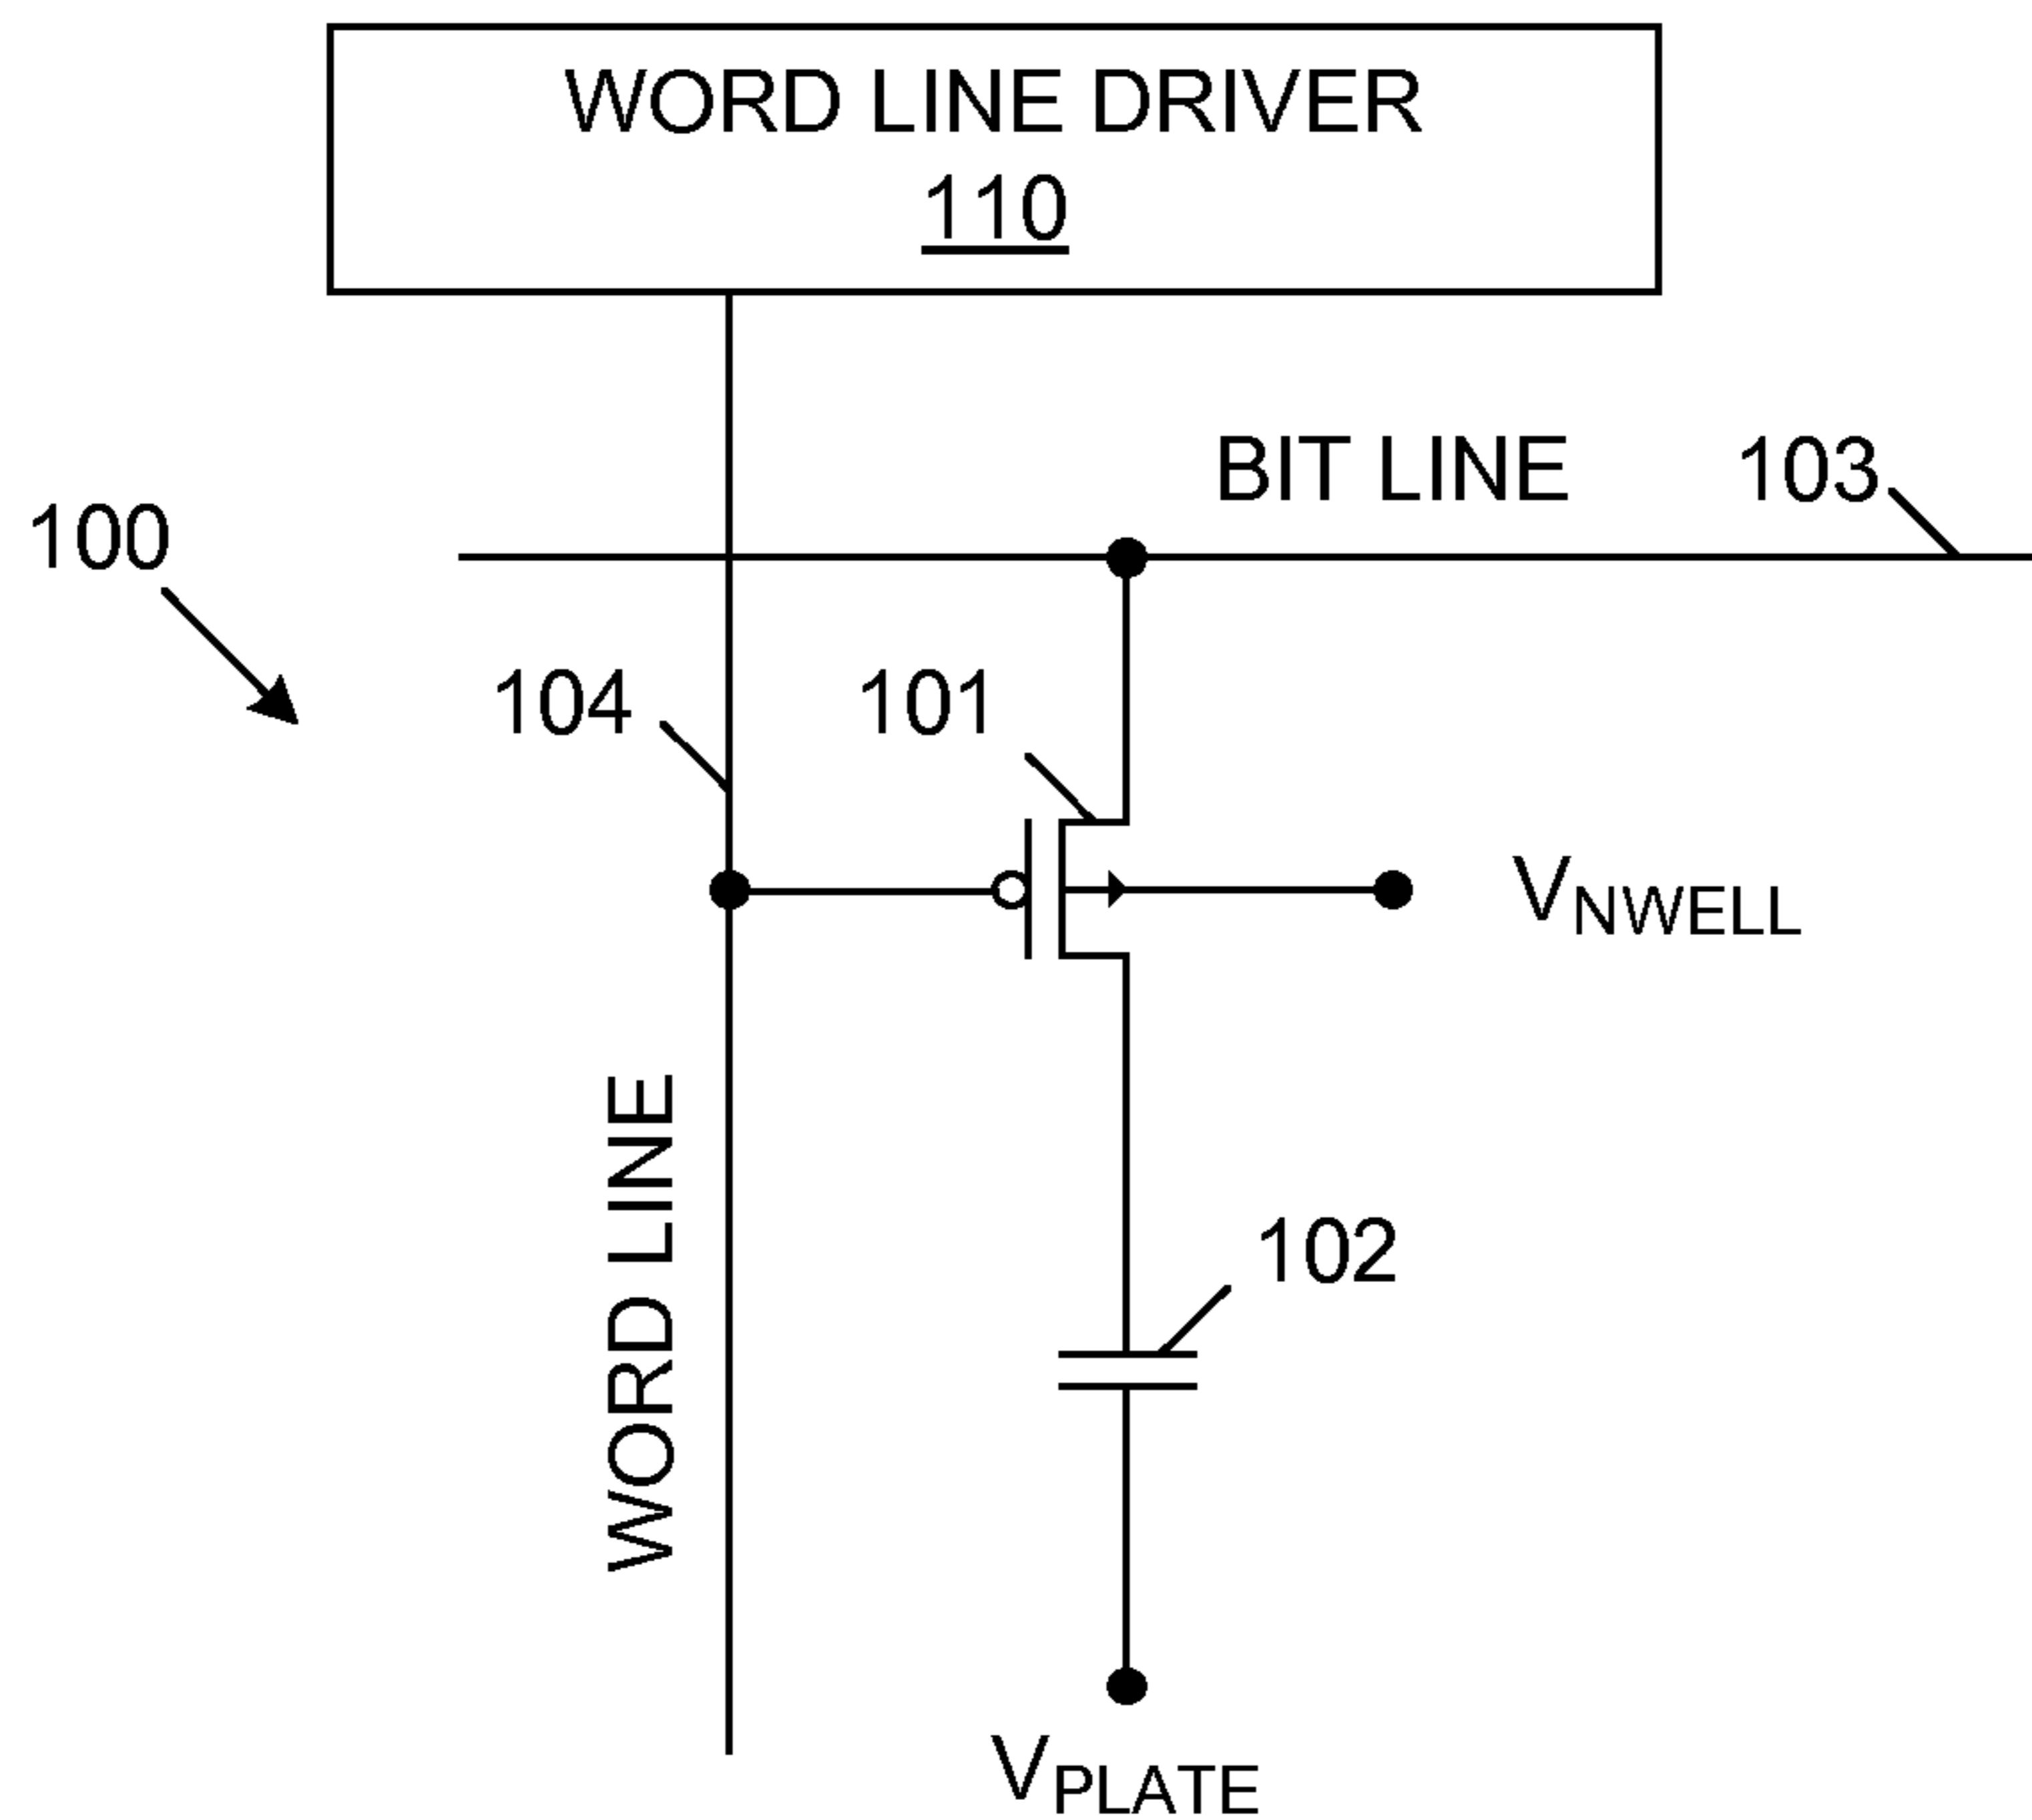 WORD LINE DRIVER
110
BIT LINE
103
100
104
101
VNWELL
WORD LINE
102
VPLATE